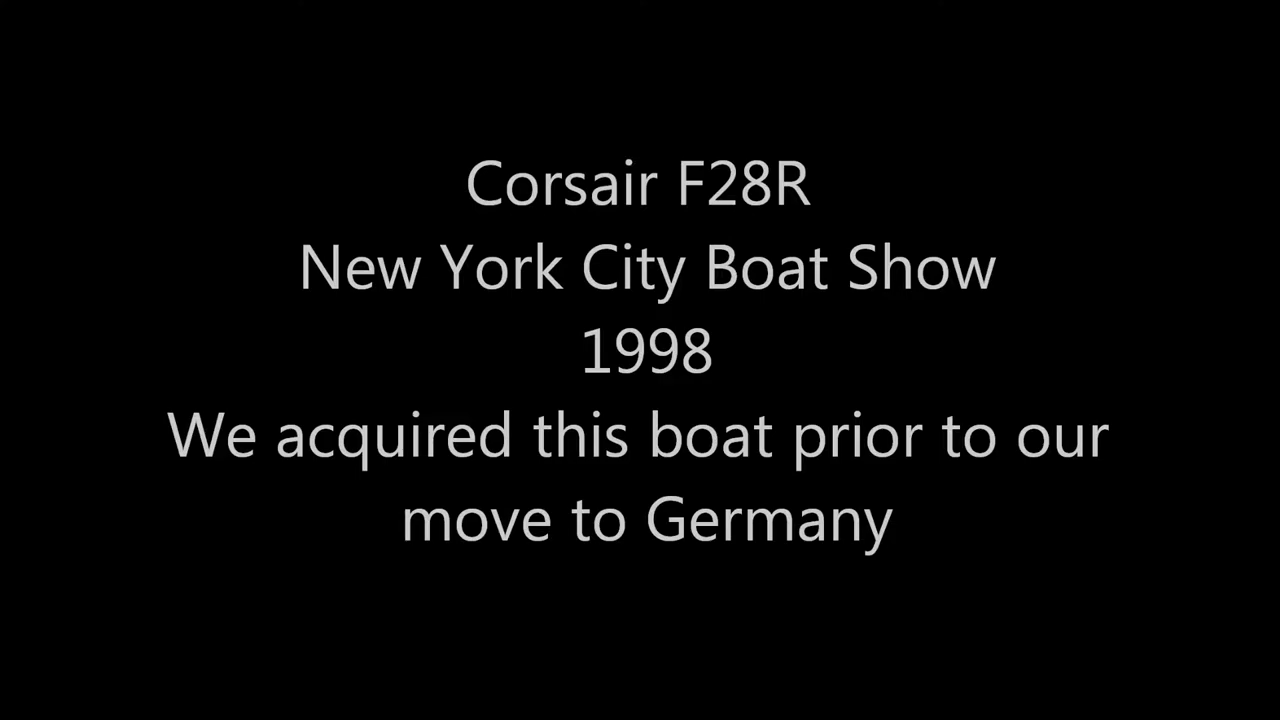 Corsair F28R
New York City Boat Show
1998
We acquired this boat prior to our
move to Germany